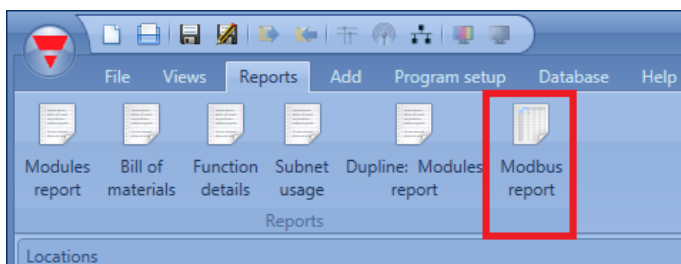 File Views Reports Add Program setup Database Help
Modules report Bill of materials Function details Subnet usage Dupline: Modules report Modbus report
Reports
Locations